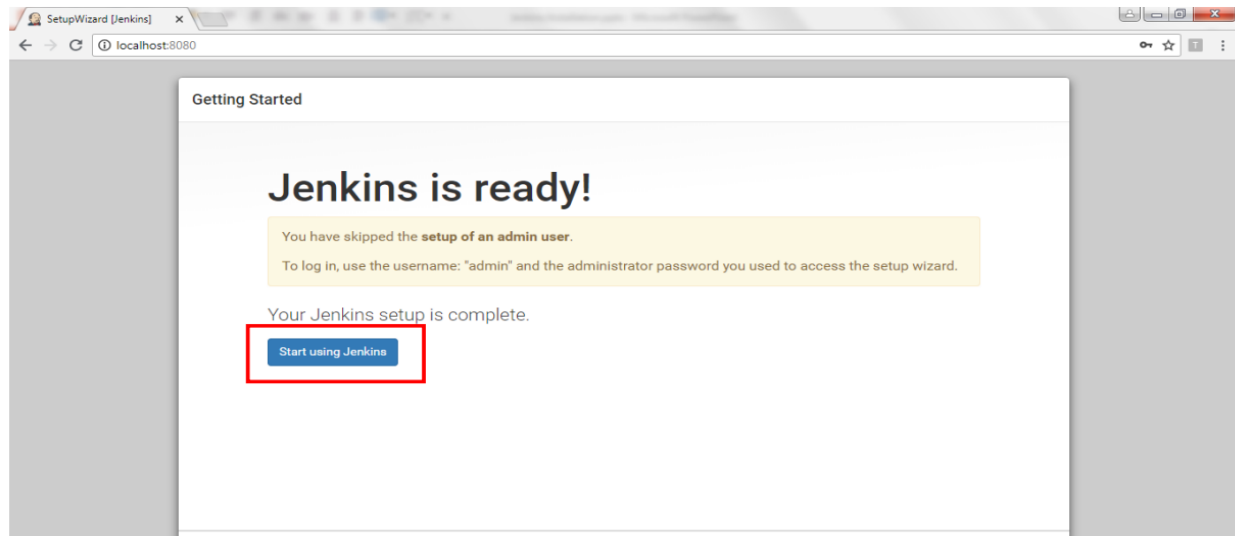 SetupWizard [Jenkins]
localhost:8080
T
Getting Started
Jenkins is ready!
You have skipped the setup of an admin user.
To log in, use the username: "admin" and the administrator password you used to access the setup wizard.
Your Jenkins setup is complete.
Start using Jenkins